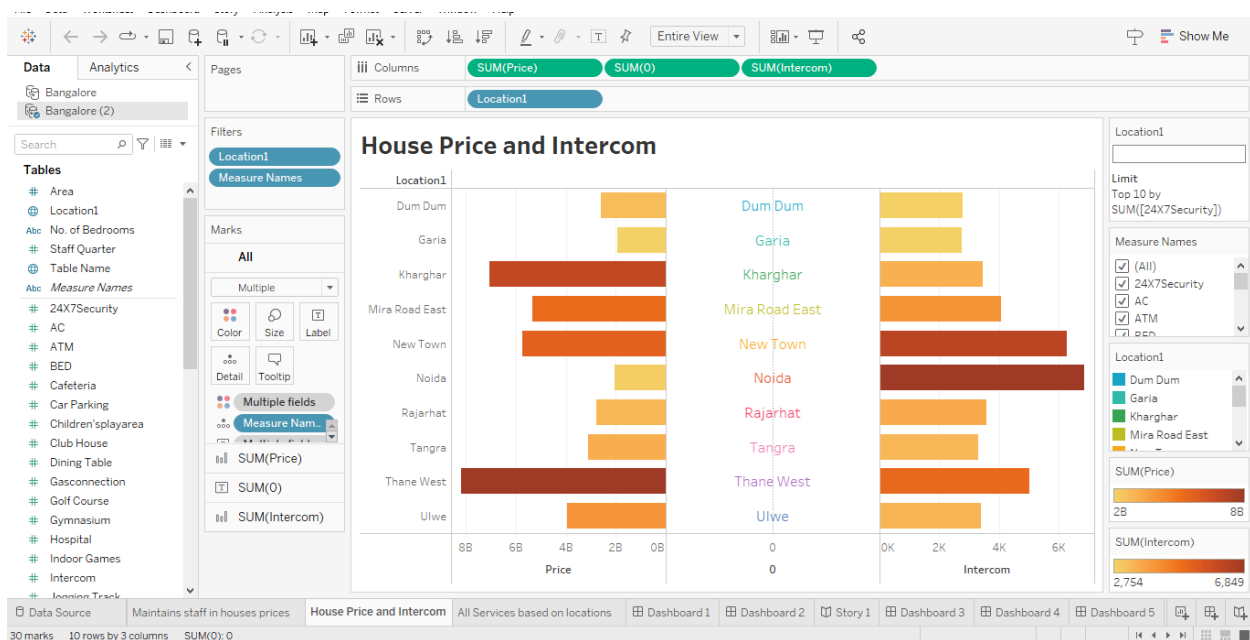 Entire View
Show Me
Data
Analytics
Bangalore
Bangalore (2)
Search
Tables
Area
Location1
Abc No. of Bedrooms
Staff Quarter
Table Name
Abc Measure Names
24X7Security
AC
ATM
BED
Cafeteria
Car Parking
Children'splayarea
Club House
Dining Table
Gasconnection
Golf Course
Gymnasium
Hospital
Indoor Games
Intercom
Jogging Track
Pages
Filters
Location1
Measure Names
Marks
All
Multiple
Color Size Label
Detail Tooltip
Multiple fields
Measure Nam..
SUM(Price)
SUM(0)
SUM(Intercom)
Columns SUM(Price) SUM(0) SUM(Intercom)
Rows Location1
House Price and Intercom
Location1
Dum Dum Dum Dum
Garia Garia
Kharghar Kharghar
Mira Road East Mira Road East
New Town New Town
Noida Noida
Rajarhat Rajarhat
Tangra Tangra
Thane West Thane West
Ulwe Ulwe
8B 6B 4B 2B 0B 0 0K 2K 4K 6K
Price 0 Intercom
Location1
Limit
Top 10 by
SUM([24X7Security])
Measure Names
(All)
24X7Security
AC
ATM
BED
Location1
Dum Dum
Garia
Kharghar
Mira Road East
SUM(Price)
2B 8B
SUM(Intercom)
2,754 6,849
Data Source Maintains staff in houses prices House Price and Intercom All Services based on locations Dashboard 1 Dashboard 2 Story 1 Dashboard 3 Dashboard 4 Dashboard 5
30 marks 10 rows by 3 columns SUM(0): 0